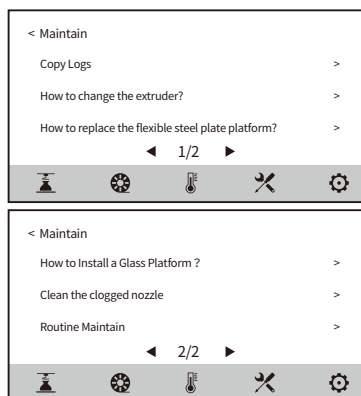 < Maintain
Copy Logs >
How to change the extruder? >
How to replace the flexible steel plate platform? >
◀ 1/2 ▶
< Maintain
How to Install a Glass Platform ? >
Clean the clogged nozzle >
Routine Maintain >
◀ 2/2 ▶